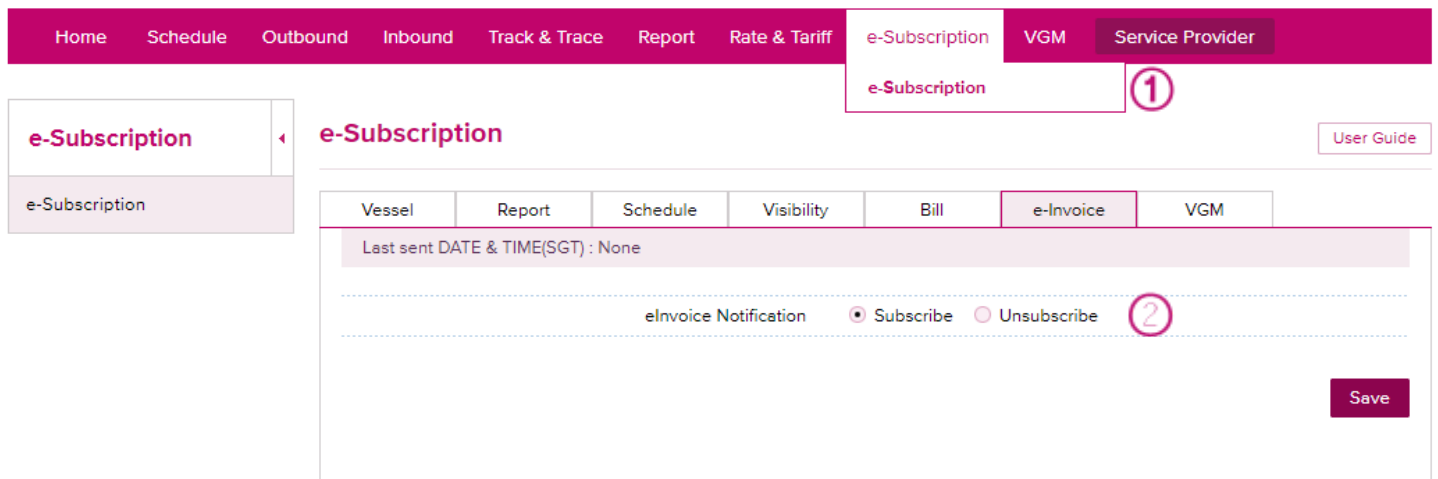 Home Schedule Outbound Inbound Track & Trace Report Rate & Tariff e-Subscription VGM Service Provider
e-Subscription ①
e-Subscription
e-Subscription
e-Subscription
User Guide
Vessel Report Schedule Visibility Bill e-Invoice VGM
Last sent DATE & TIME(SGT) : None
eInvoice Notification Subscribe Unsubscribe ②
Save